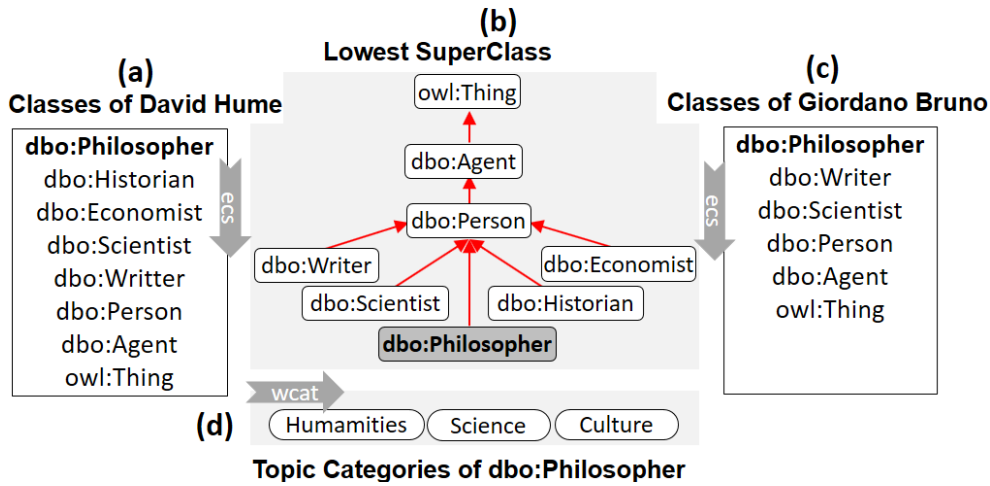 (a)
Classes of David Hume
dbo:Philosopher
dbo:Historian
dbo:Economist
dbo:Scientist
dbo:Writter
dbo:Person
dbo:Agent
owl:Thing
ecs
(b)
Lowest SuperClass
owl:Thing
dbo:Agent
dbo:Person
dbo:Writer
dbo:Economist
dbo:Scientist
dbo:Historian
dbo:Philosopher
(c)
Classes of Giordano Bruno
dbo:Philosopher
dbo:Writer
dbo:Scientist
dbo:Person
dbo:Agent
owl:Thing
ecs
wcat
(d)
Humamities
Science
Culture
Topic Categories of dbo:Philosopher